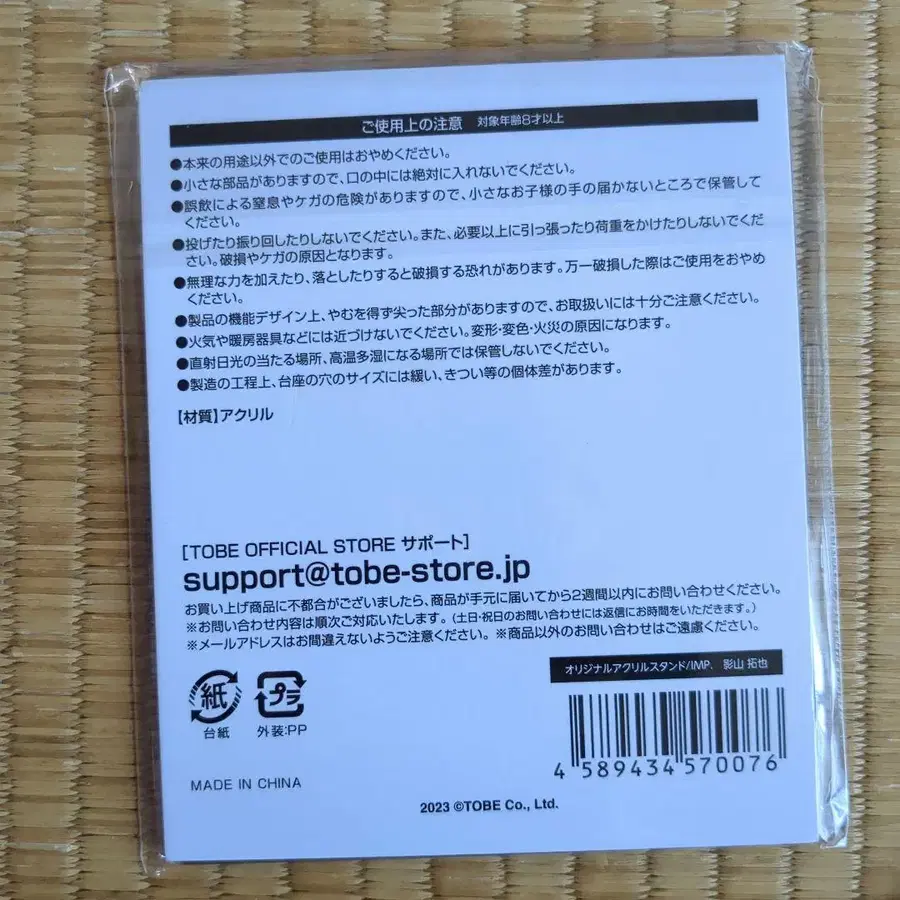 ご使用上の注意 対象年齢8才以上
●本来の用途以外でのご使用はおやめください。
●小さな部品がありますので、口の中には絶対に入れないでください。
●誤飲による窒息やケガの危険がありますので、小さなお子様の手の届かないところで保管して
ください。
●投げたり振り回したりしないでください。また、必要以上に引っ張ったり荷重をかけたりしないでくだ
さい。破損やケガの原因となります。
●無理な力を加えたり、落としたりすると破損する恐れがあります。万一破損した際はご使用をおやめ
ください。
●製品の機能デザイン上、やむを得ず尖った部分がありますので、お取扱いには十分ご注意ください。
●火気や暖房器具などには近づけないでください。変形・変色・火災の原因になります。
●直射日光の当たる場所、高温多湿になる場所では保管しないでください。
●製造の工程上、台座の穴のサイズには緩い、きつい等の個体差があります。
【材質】アクリル
[TOBE OFFICIAL STORE サポート]
support@tobe-store.jp
お買い上げ商品に不都合がございましたら、商品が手元に届いてから2週間以内にお問い合わせください。
※お問い合わせ内容は順次ご対応いたします。(土日・祝日のお問い合わせには返信にお時間をいただきます。)
※メールアドレスはお間違えないようご注意ください。※商品以外のお問い合わせはご遠慮ください。
オリジナルアクリルスタンド/IMP. 影山 拓也
紙
台紙
プラ
外装:PP
4 589434 570076
MADE IN CHINA
2023 ©TOBE Co., Ltd.